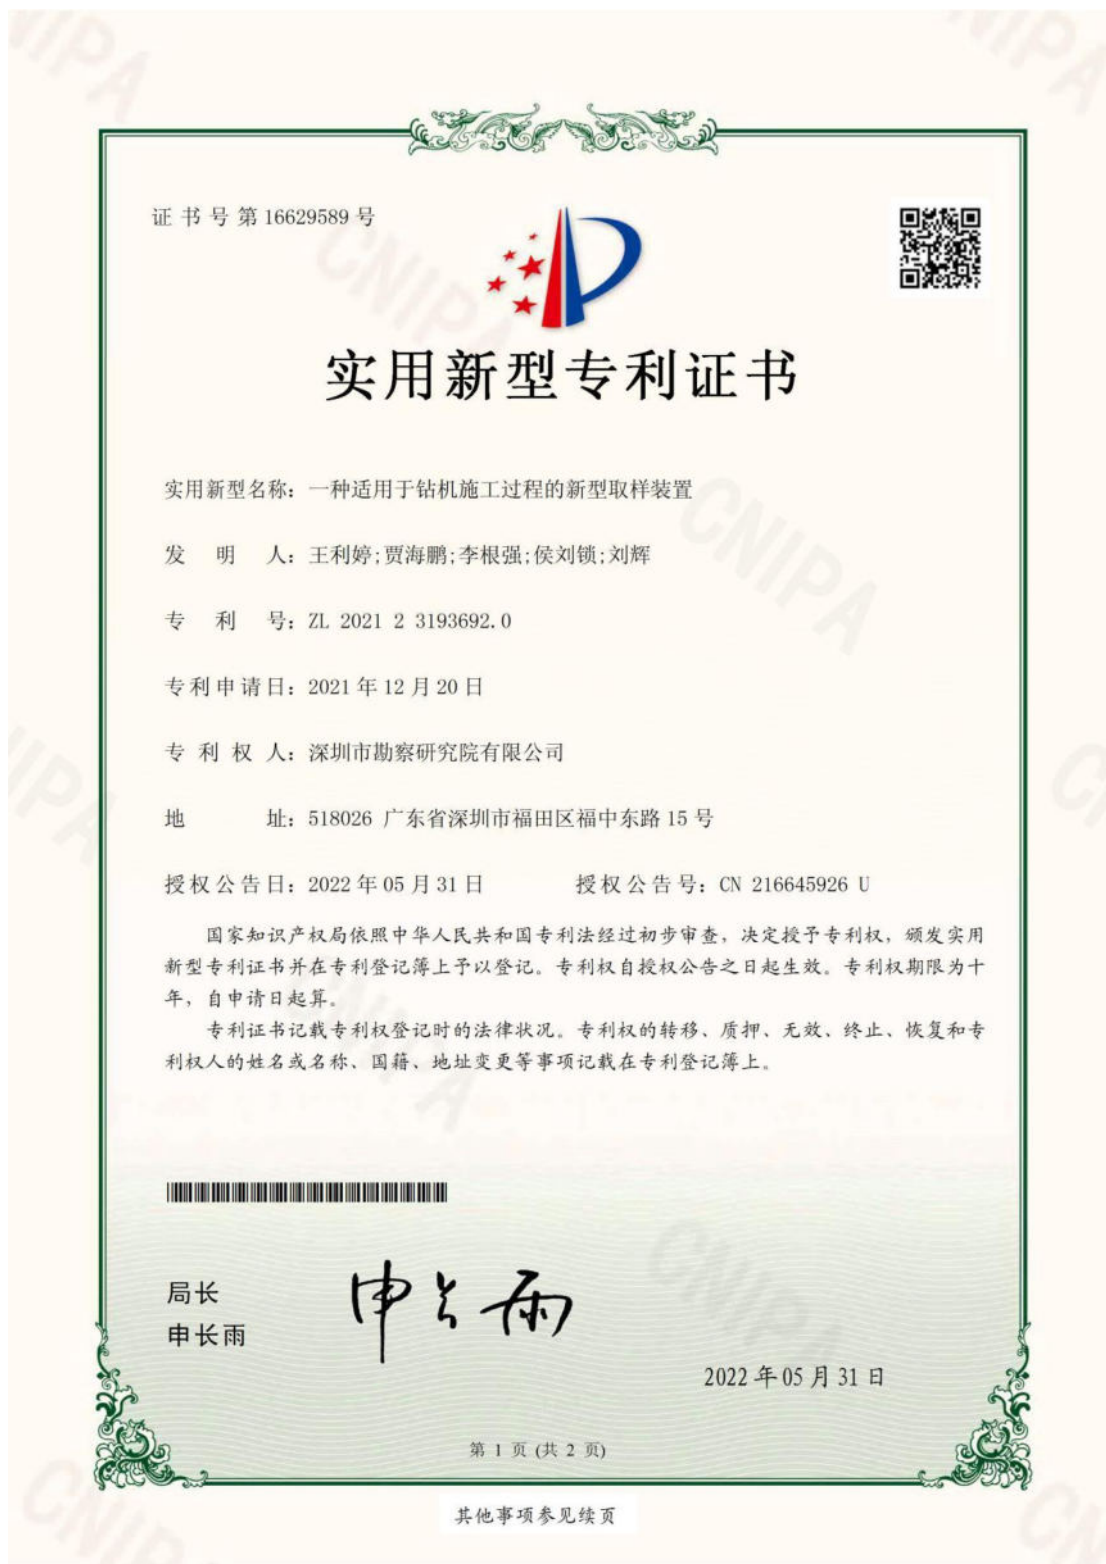 证书号第16629589号
实用新型专利证书
实用新型名称：一种适用于钻机施工过程的新型取样装置
发明人：王利婷;贾海鹏;李根强;侯刘锁;刘辉
专利号：ZL 2021 2 3193692.0
专利申请日：2021年12月20日
专利权人：深圳市勘察研究院有限公司
地址：518026 广东省深圳市福田区福中东路15号
授权公告日：2022年05月31日 授权公告号：CN 216645926 U
国家知识产权局依照中华人民共和国专利法经过初步审查，决定授予专利权，颁发实用
新型专利证书并在专利登记簿上予以登记。专利权自授权公告之日起生效。专利权期限为十
年，自申请日起算。
专利证书记载专利权登记时的法律状况。专利权的转移、质押、无效、终止、恢复和专
利权人的姓名或名称、国籍、地址变更等事项记载在专利登记簿上。
局长
申长雨
申长雨
2022年05月31日
第 1 页 (共 2 页)
其他事项参见续页
CNIPA
CNIPA
CNIPA
CNIPA